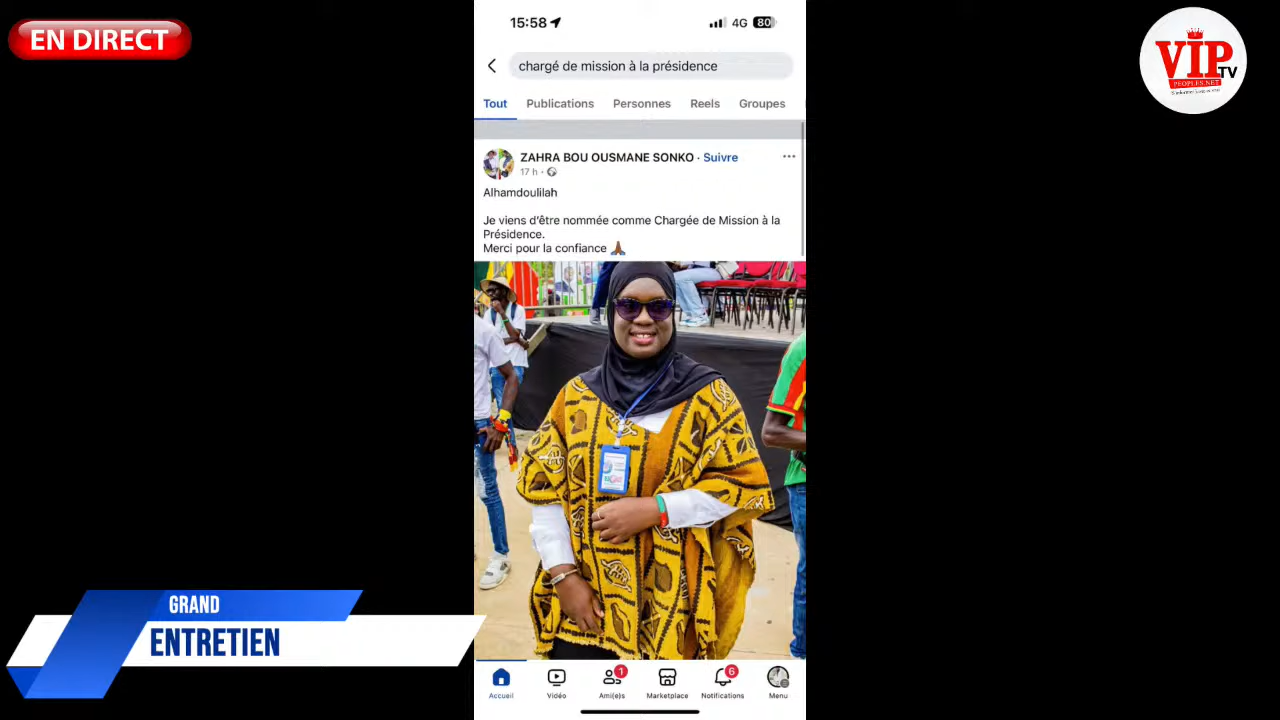 EN DIRECT
15:58
4G
80
VIP
TV
PEOPLES.NET
chargé de mission à la présidence
Tout
Publications
Personnes
Reels
Groupes
ZAHRA BOU OUSMANE SONKO · Suivre
17 h ·
Alhamdoulilah
Je viens d'être nommée comme Chargée de Mission à la
Présidence.
Merci pour la confiance 🙏🏾
GRAND
ENTRETIEN
1
6
Accueil
Vidéo
Ami(e)s
Marketplace
Notifications
Menu